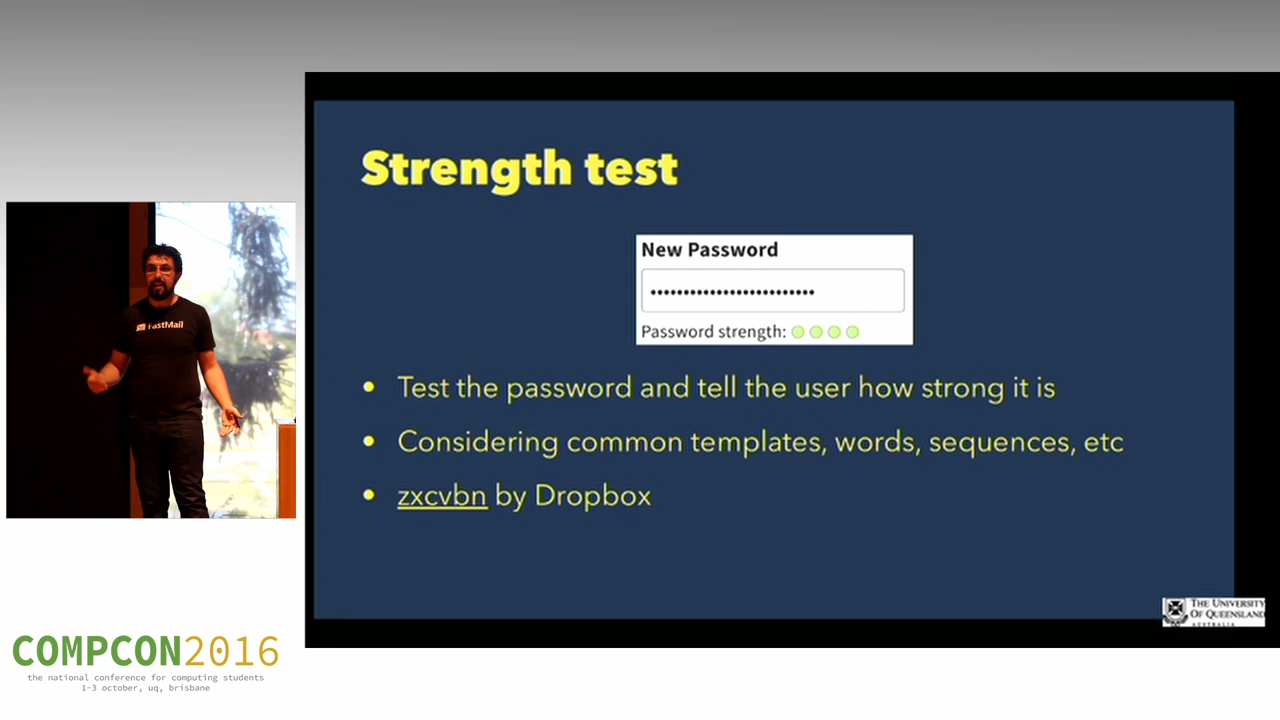 Strength test
New Password
•••••••••••••••••••••••••
Password strength:
• Test the password and tell the user how strong it is
• Considering common templates, words, sequences, etc
• zxcvbn by Dropbox
FastMail
THE UNIVERSITY
OF QUEENSLAND
AUSTRALIA
COMPCON2016
the national conference for computing students
1-3 october, uq, brisbane